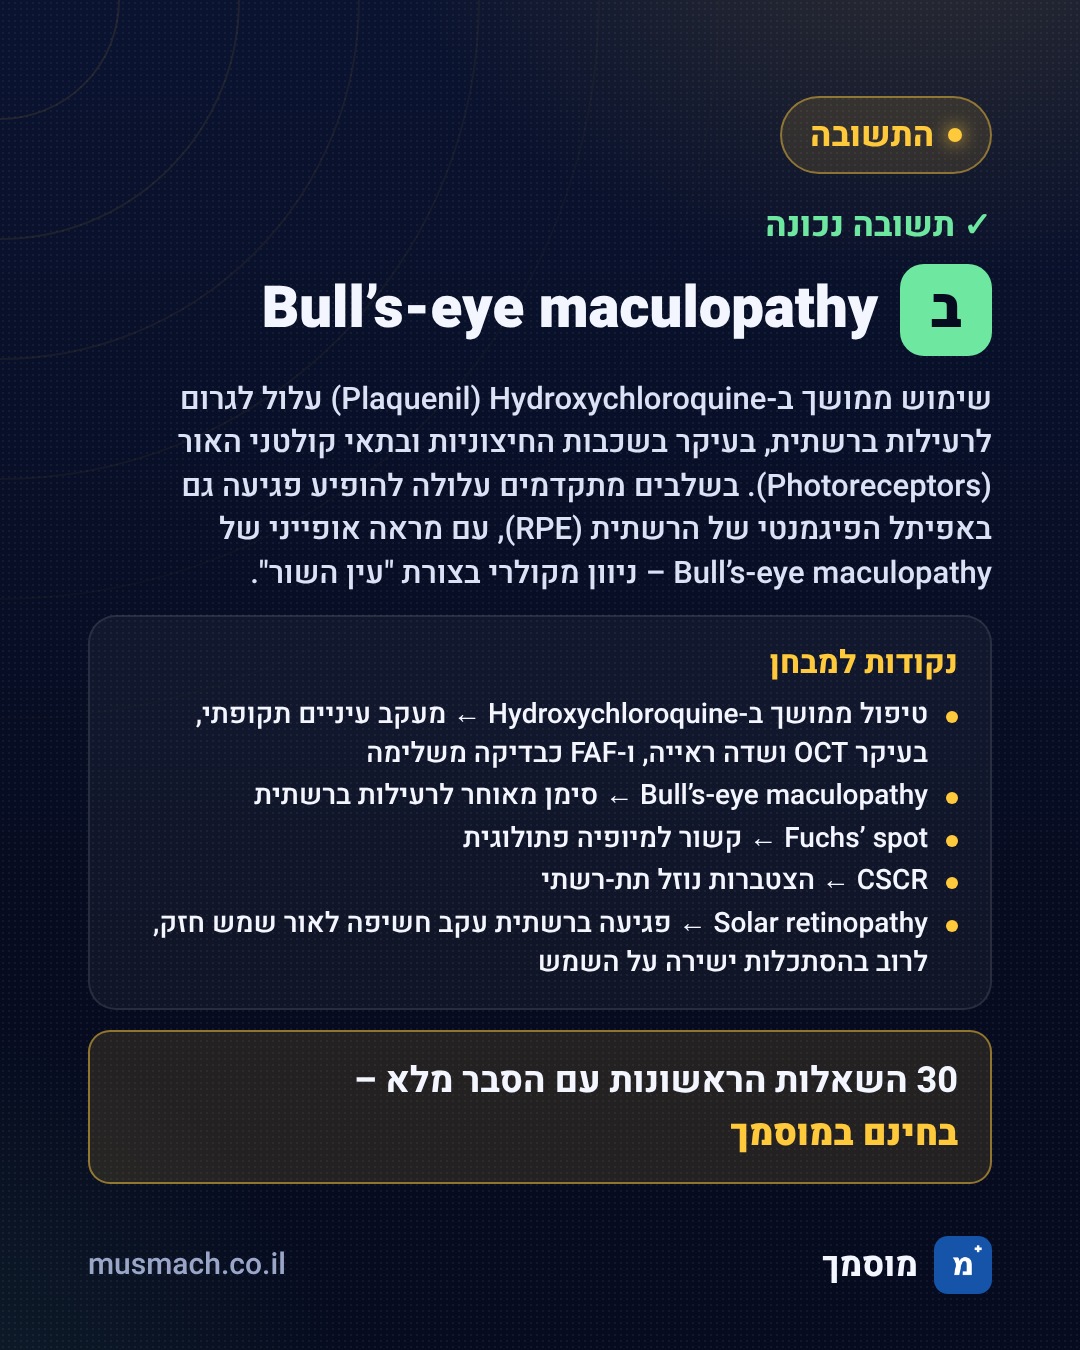 התשובה
✓ תשובה נכונה
ב Bull’s-eye maculopathy
שימוש ממושך ב-Hydroxychloroquine (Plaquenil) עלול לגרום
לרעילות ברשתית, בעיקר בשכבות החיצוניות ובתאי קולטני האור
(Photoreceptors). בשלבים מתקדמים עלולה להופיע פגיעה גם
באפיתל הפיגמנטי של הרשתית (RPE), עם מראה אופייני של
Bull’s-eye maculopathy – ניוון מקולרי בצורת "עין השור".
נקודות למבחן
טיפול ממושך ב-Hydroxychloroquine ← מעקב עיניים תקופתי,
בעיקר OCT ושדה ראייה, ו-FAF כבדיקה משלימה
Bull’s-eye maculopathy ← סימן מאוחר לרעילות ברשתית
Fuchs’ spot ← קשור למיופיה פתולוגית
CSCR ← הצטברות נוזל תת-רשתי
Solar retinopathy ← פגיעה ברשתית עקב חשיפה לאור שמש חזק,
לרוב בהסתכלות ישירה על השמש
30 השאלות הראשונות עם הסבר מלא –
בחינם במוסמך
מ מוסמך
musmach.co.il